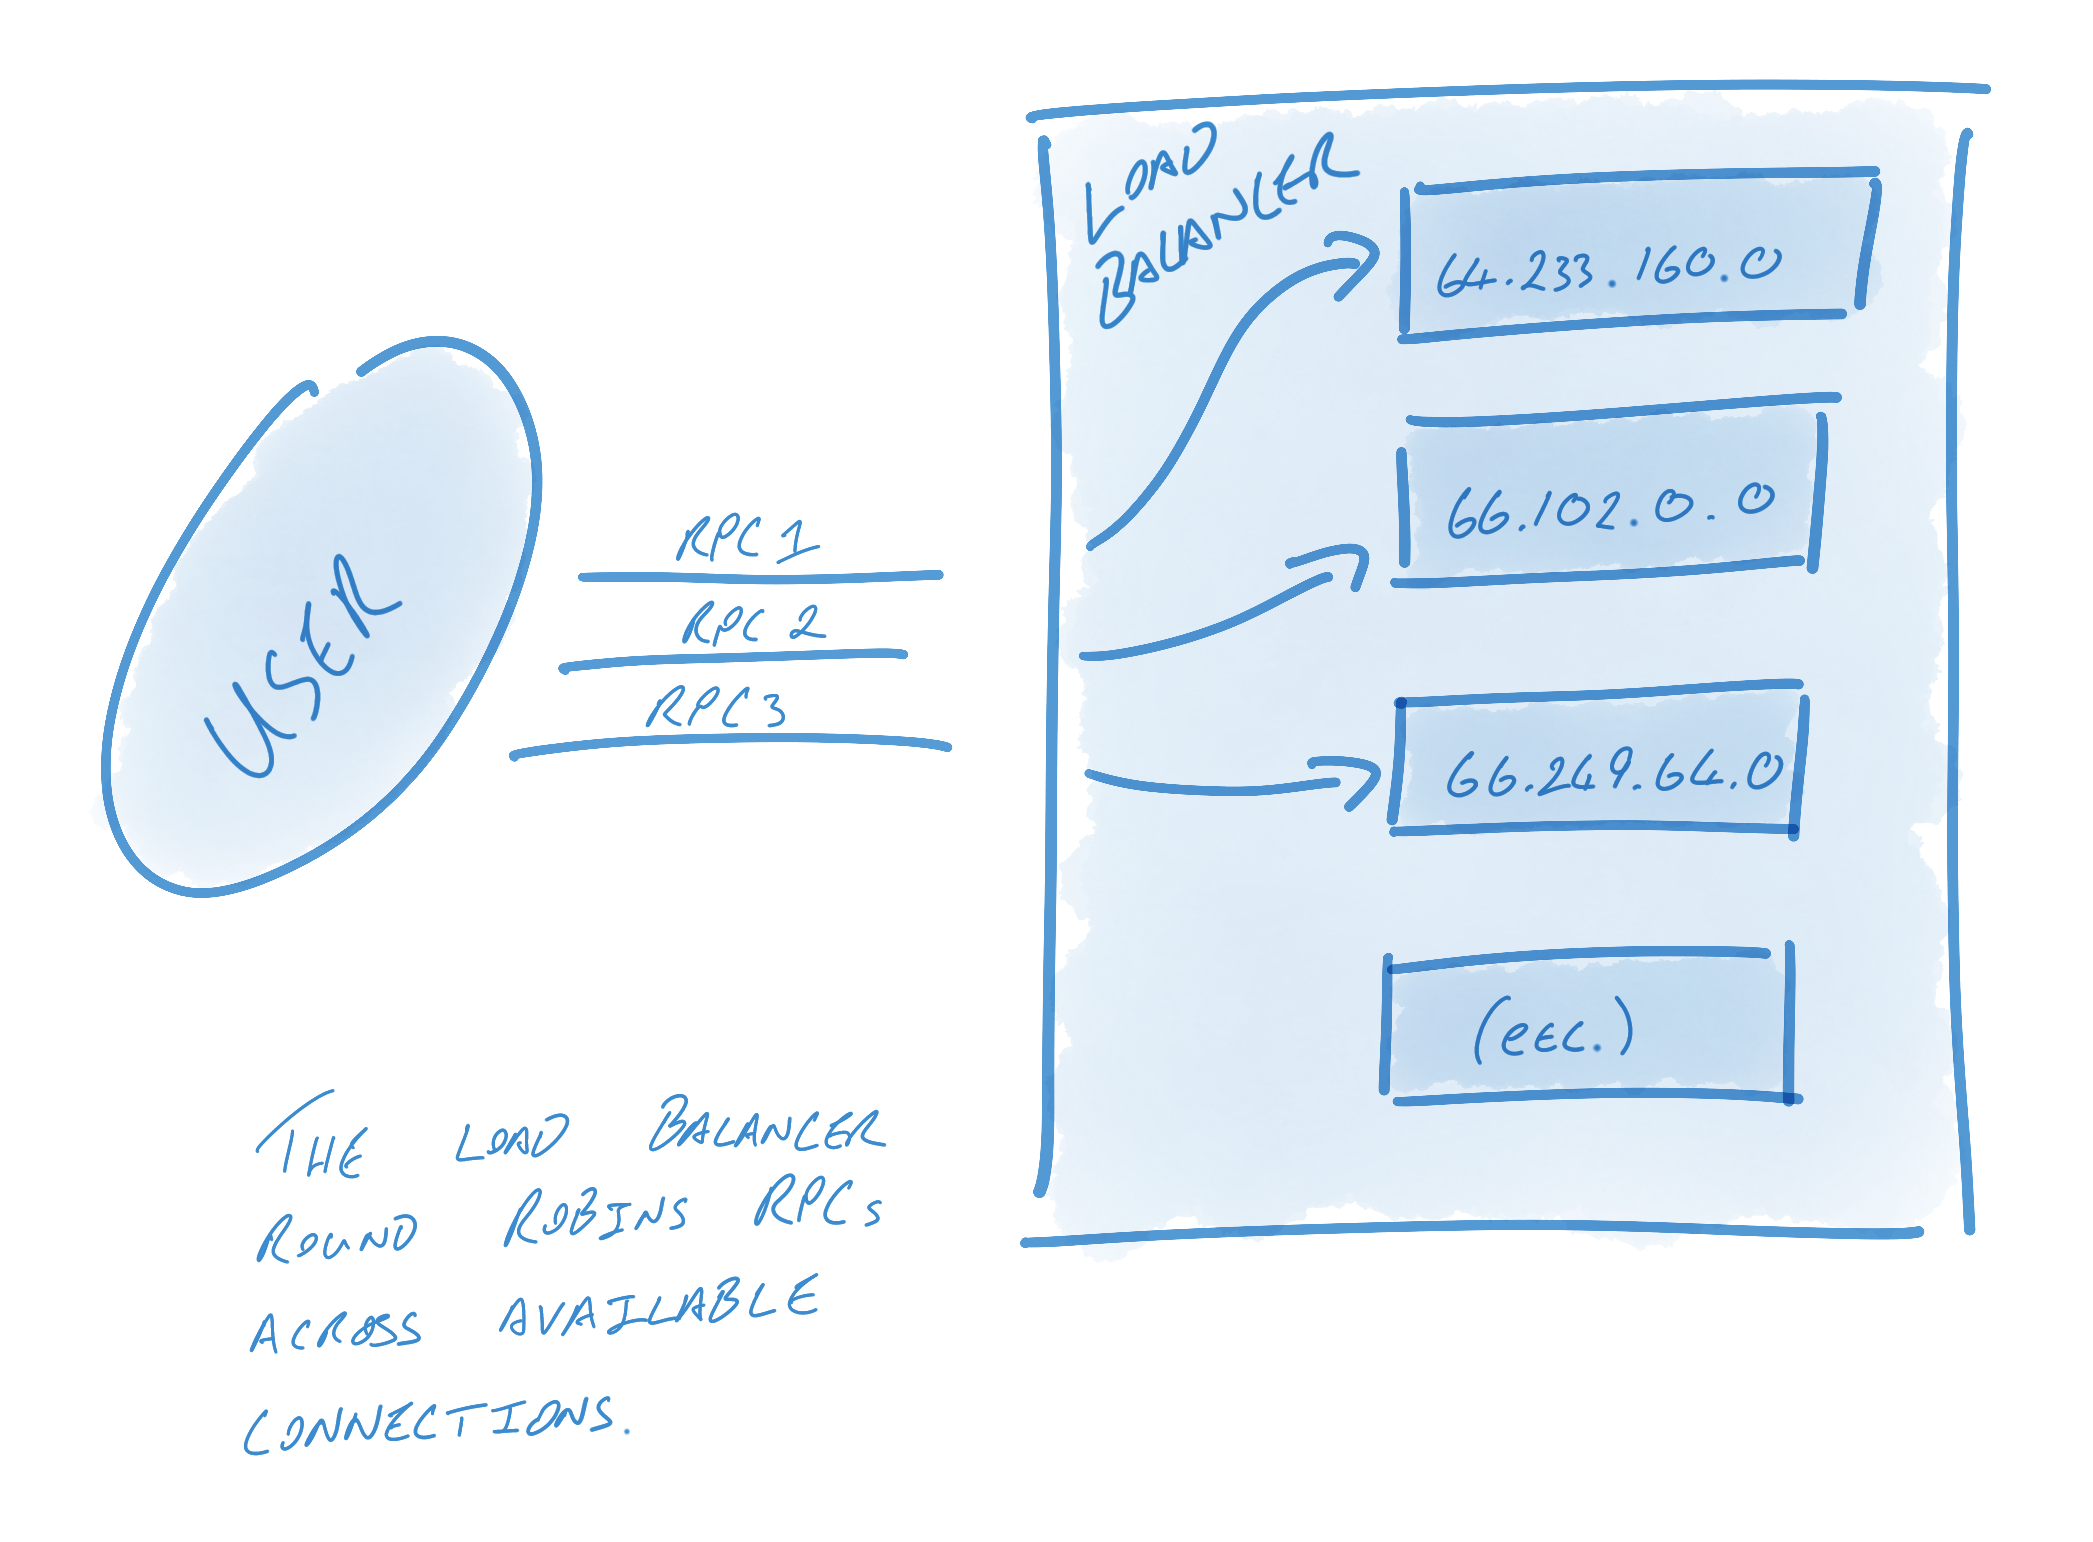 LOAD
BALANCER
64.233.160.0
66.102.0.0
66.249.64.0
(etc.)
USER
RPC 1
RPC 2
RPC 3
THE LOAD BALANCER
ROUND ROBINS RPCs
ACROSS AVAILABLE
CONNECTIONS.